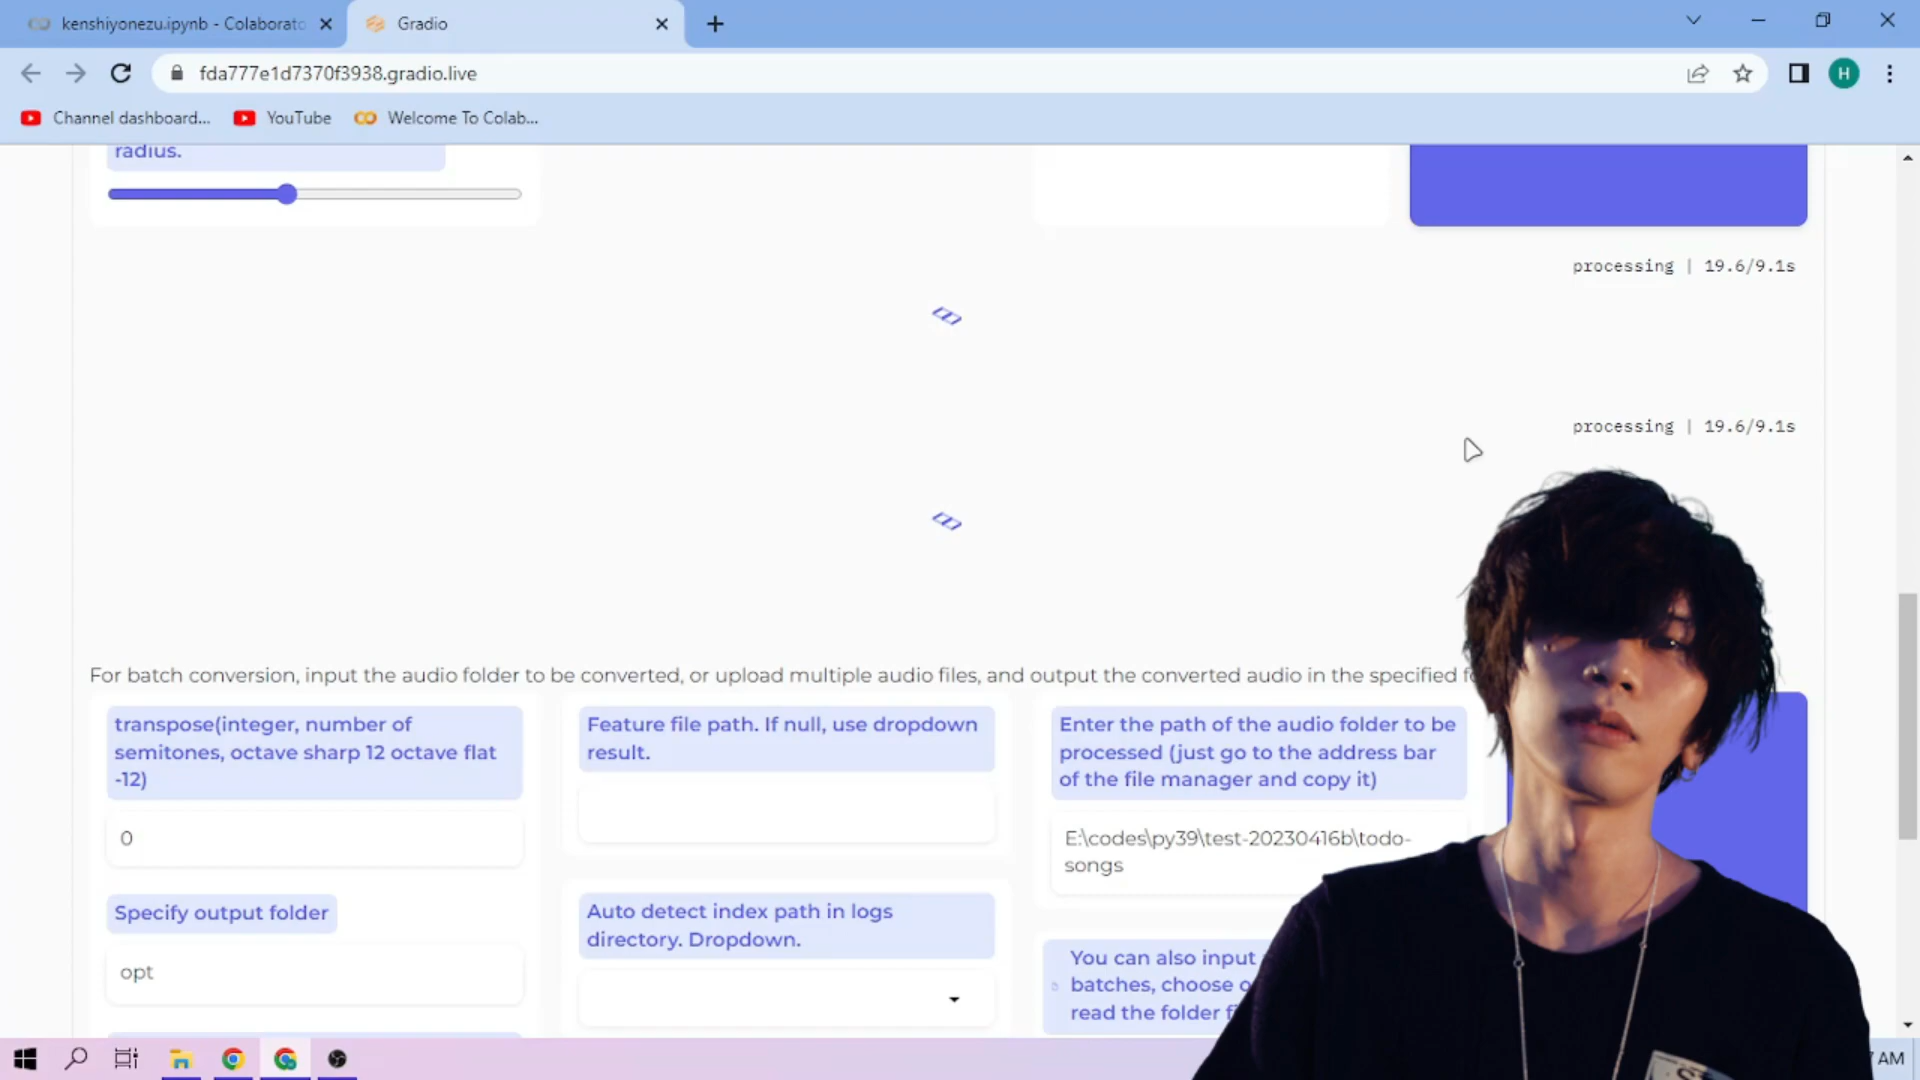 kenshiyonezu.ipynb - Colaborato
Gradio
fda777e1d7370f3938.gradio.live
H
Channel dashboard...
YouTube
Welcome To Colab...
radius.
processing | 19.6/9.1s
processing | 19.6/9.1s
For batch conversion, input the audio folder to be converted, or upload multiple audio files, and output the converted audio in the specified f
transpose(integer, number of
semitones, octave sharp 12 octave flat
-12)
0
Specify output folder
opt
Feature file path. If null, use dropdown
result.
Auto detect index path in logs
directory. Dropdown.
Enter the path of the audio folder to be
processed (just go to the address bar
of the file manager and copy it)
E:\codes\py39\test-20230416b\todo-
songs
You can also input
batches, choose o
read the folder f
AM